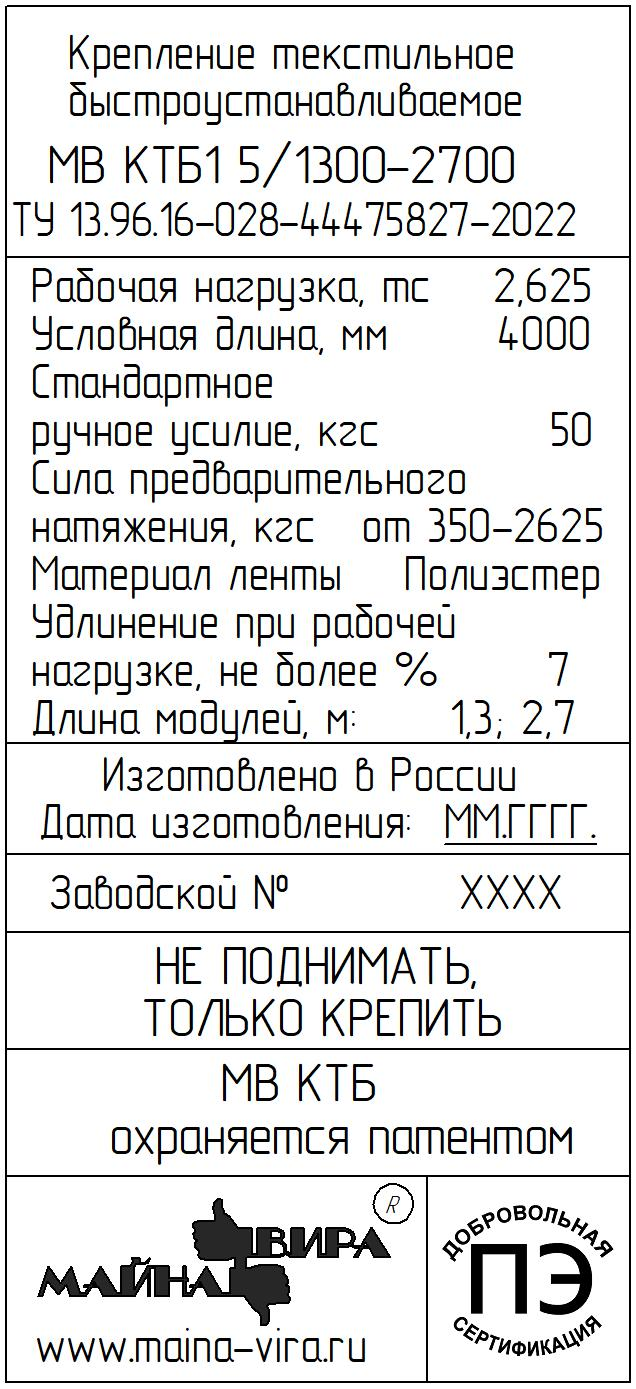 Крепление текстильное
быстроустанавливаемое
МВ КТБ1 5/1300-2700
ТУ 13.96.16-028-44475827-2022
Рабочая нагрузка, тс 2,625
Условная длина, мм 4000
Стандартное
ручное усилие, кгс 50
Сила предварительного
натяжения, кгс от 350-2625
Материал ленты Полиэстер
Удлинение при рабочей
нагрузке, не более % 7
Длина модулей, м: 1,3; 2,7
Изготовлено в России
Дата изготовления: ММ.ГГГГ.
Заводской № XXXX
НЕ ПОДНИМАТЬ,
ТОЛЬКО КРЕПИТЬ
МВ КТБ
охраняется патентом
R
ВИРА
МАЙНА
www.maina-vira.ru
ДОБРОВОЛЬНАЯ
ПЭ
СЕРТИФИКАЦИЯ